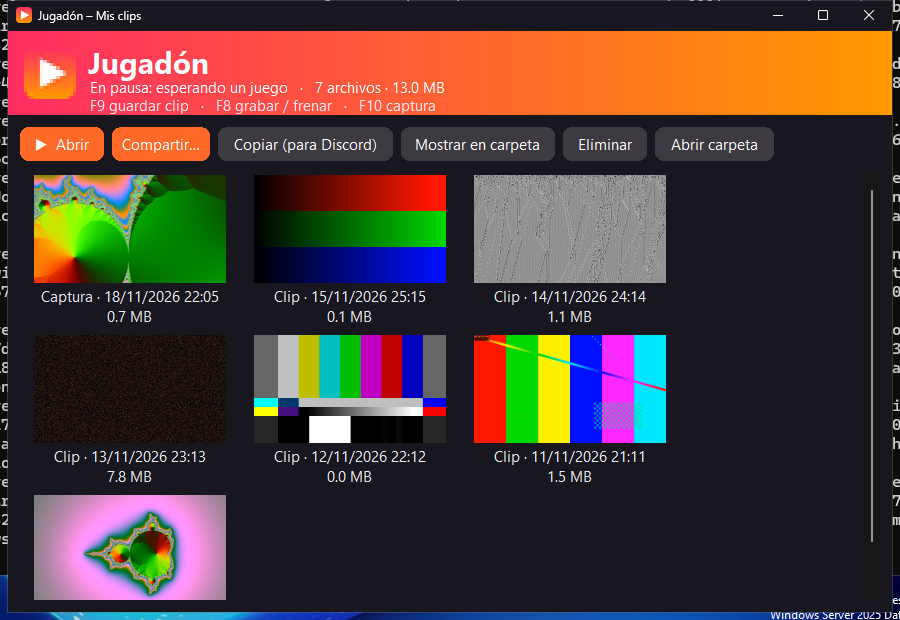 Jugadón – Mis clips
Jugadón
En pausa: esperando un juego · 7 archivos · 13.0 MB
F9 guardar clip · F8 grabar / frenar · F10 captura
▶ Abrir
Compartir...
Copiar (para Discord)
Mostrar en carpeta
Eliminar
Abrir carpeta
Captura · 18/11/2026 22:05
0.7 MB
Clip · 15/11/2026 25:15
0.1 MB
Clip · 14/11/2026 24:14
1.1 MB
Clip · 13/11/2026 23:13
7.8 MB
Clip · 12/11/2026 22:12
0.0 MB
Clip · 11/11/2026 21:11
1.5 MB
Windows Server 2025 Dat